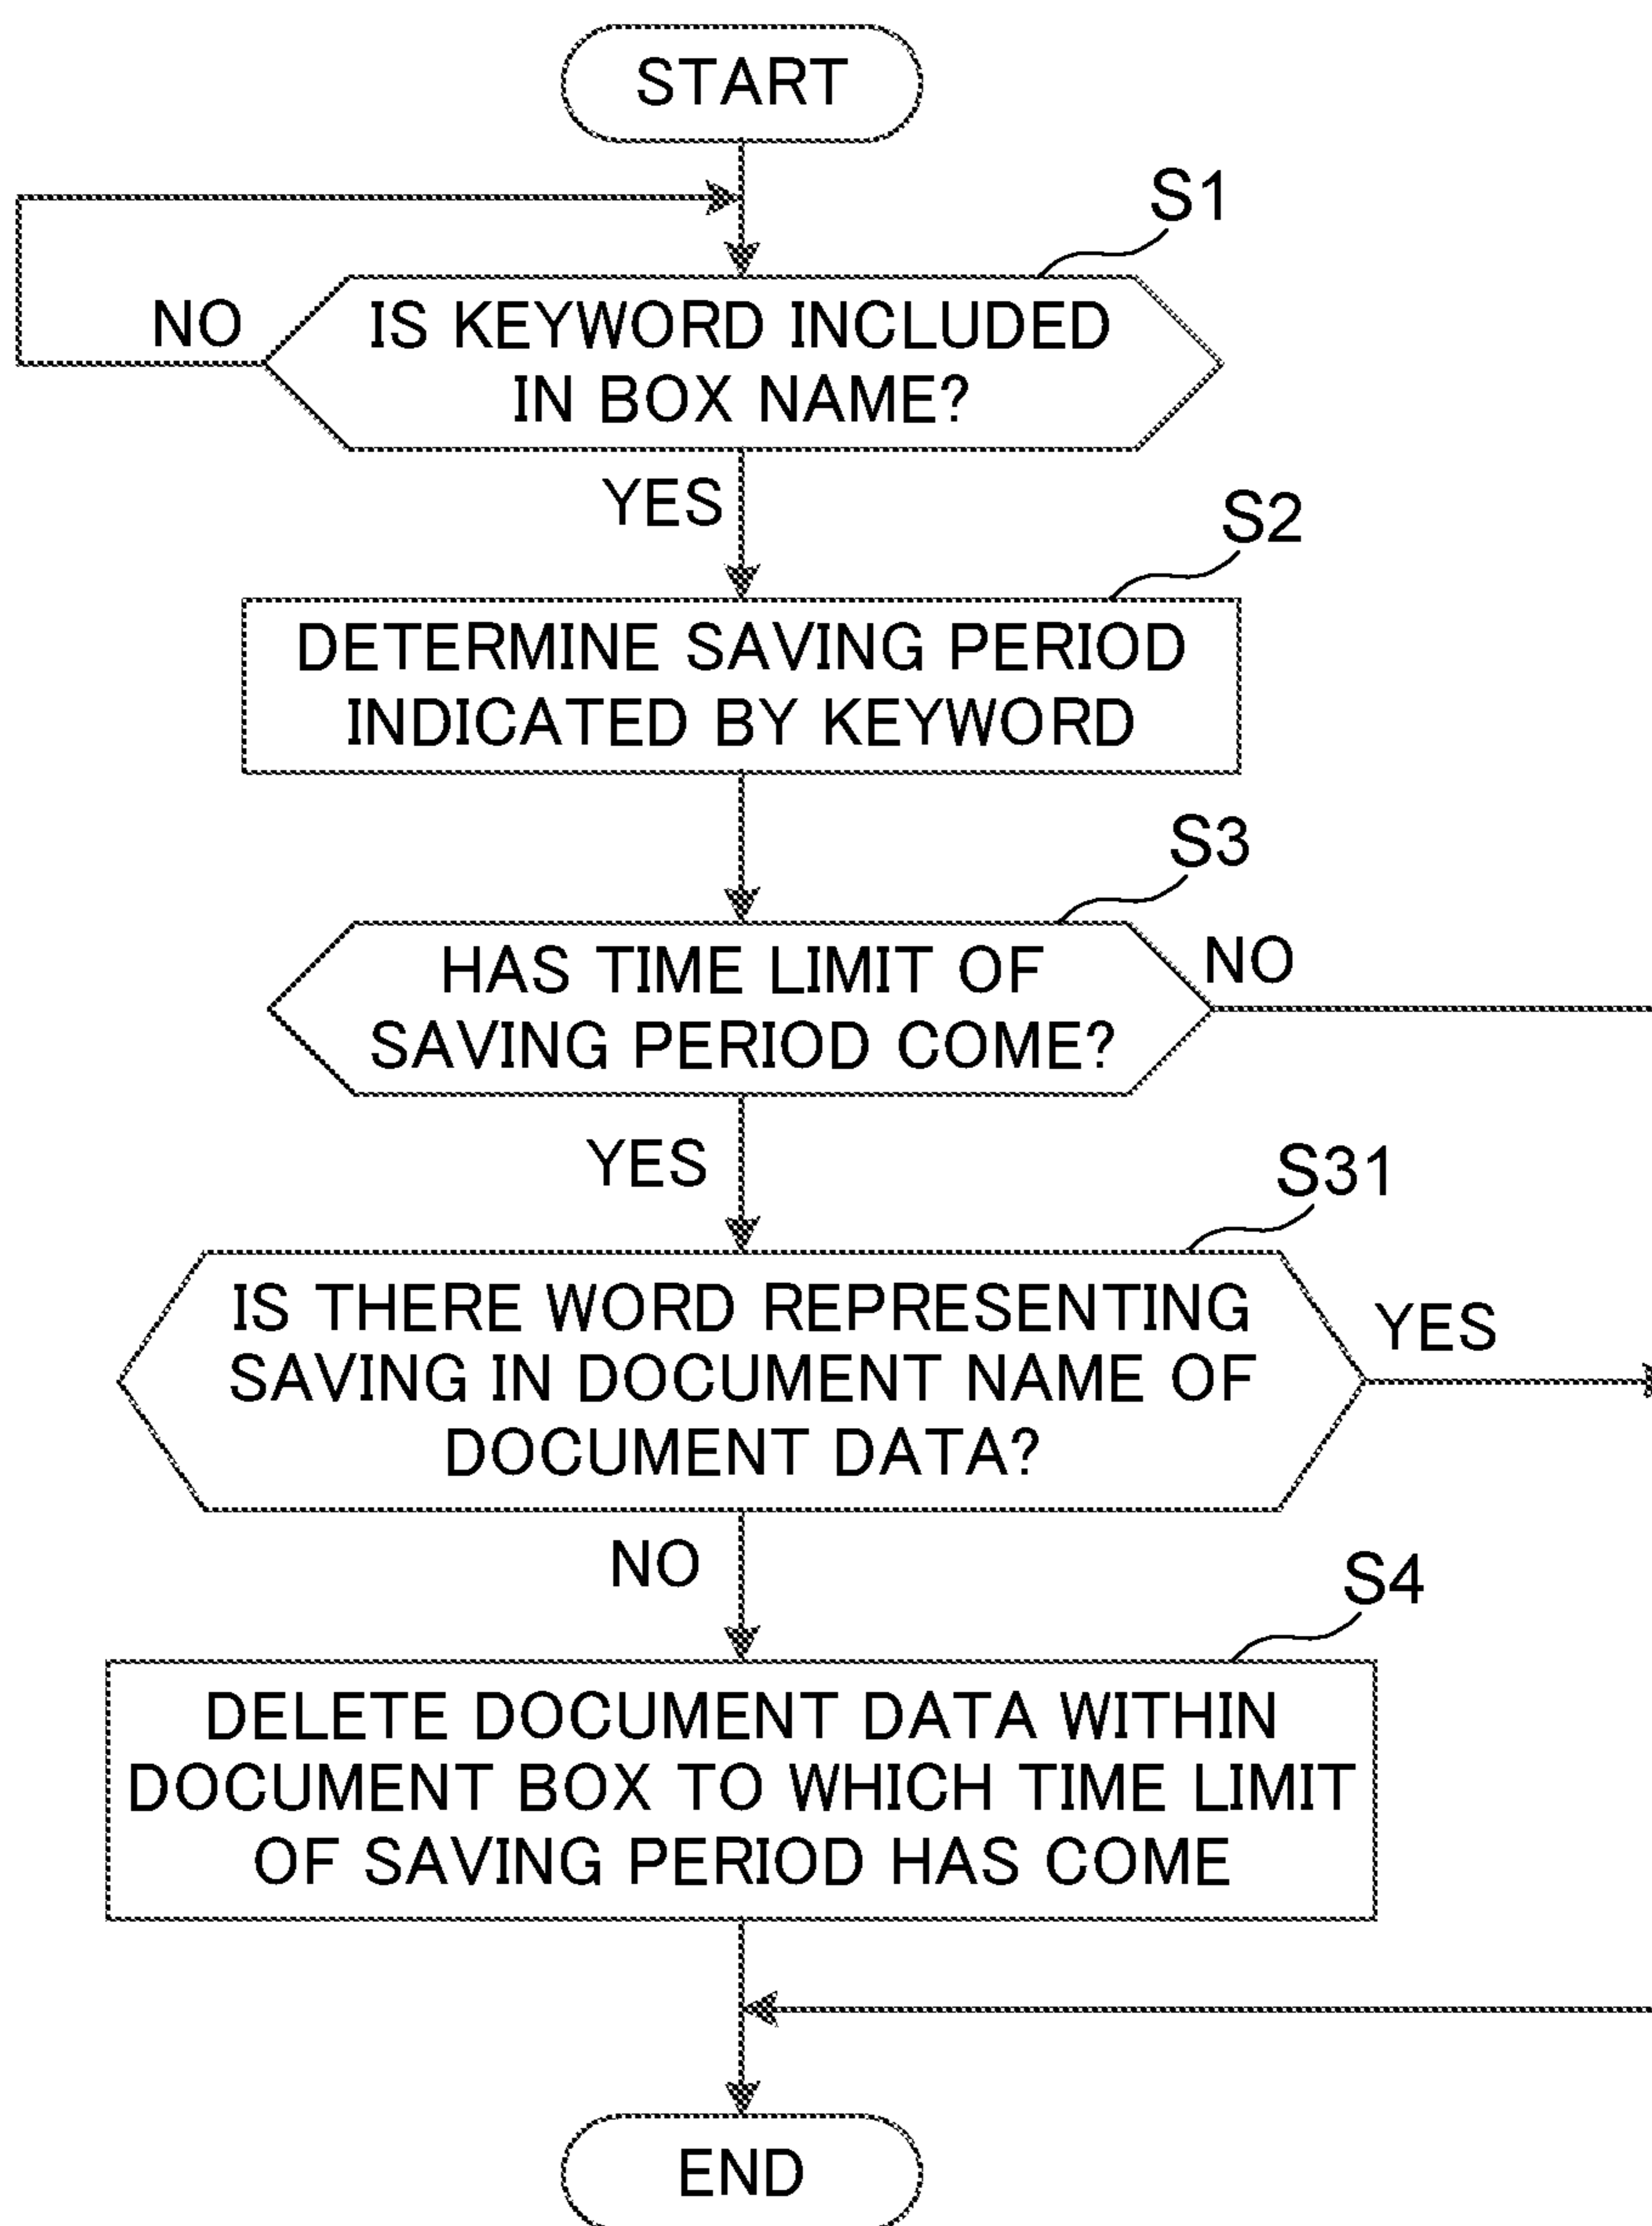 START
S1
NO
IS KEYWORD INCLUDED
IN BOX NAME?
YES
S2
DETERMINE SAVING PERIOD
INDICATED BY KEYWORD
S3
HAS TIME LIMIT OF
SAVING PERIOD COME?
NO
YES
S31
IS THERE WORD REPRESENTING
SAVING IN DOCUMENT NAME OF
DOCUMENT DATA?
YES
NO
S4
DELETE DOCUMENT DATA WITHIN
DOCUMENT BOX TO WHICH TIME LIMIT
OF SAVING PERIOD HAS COME
END